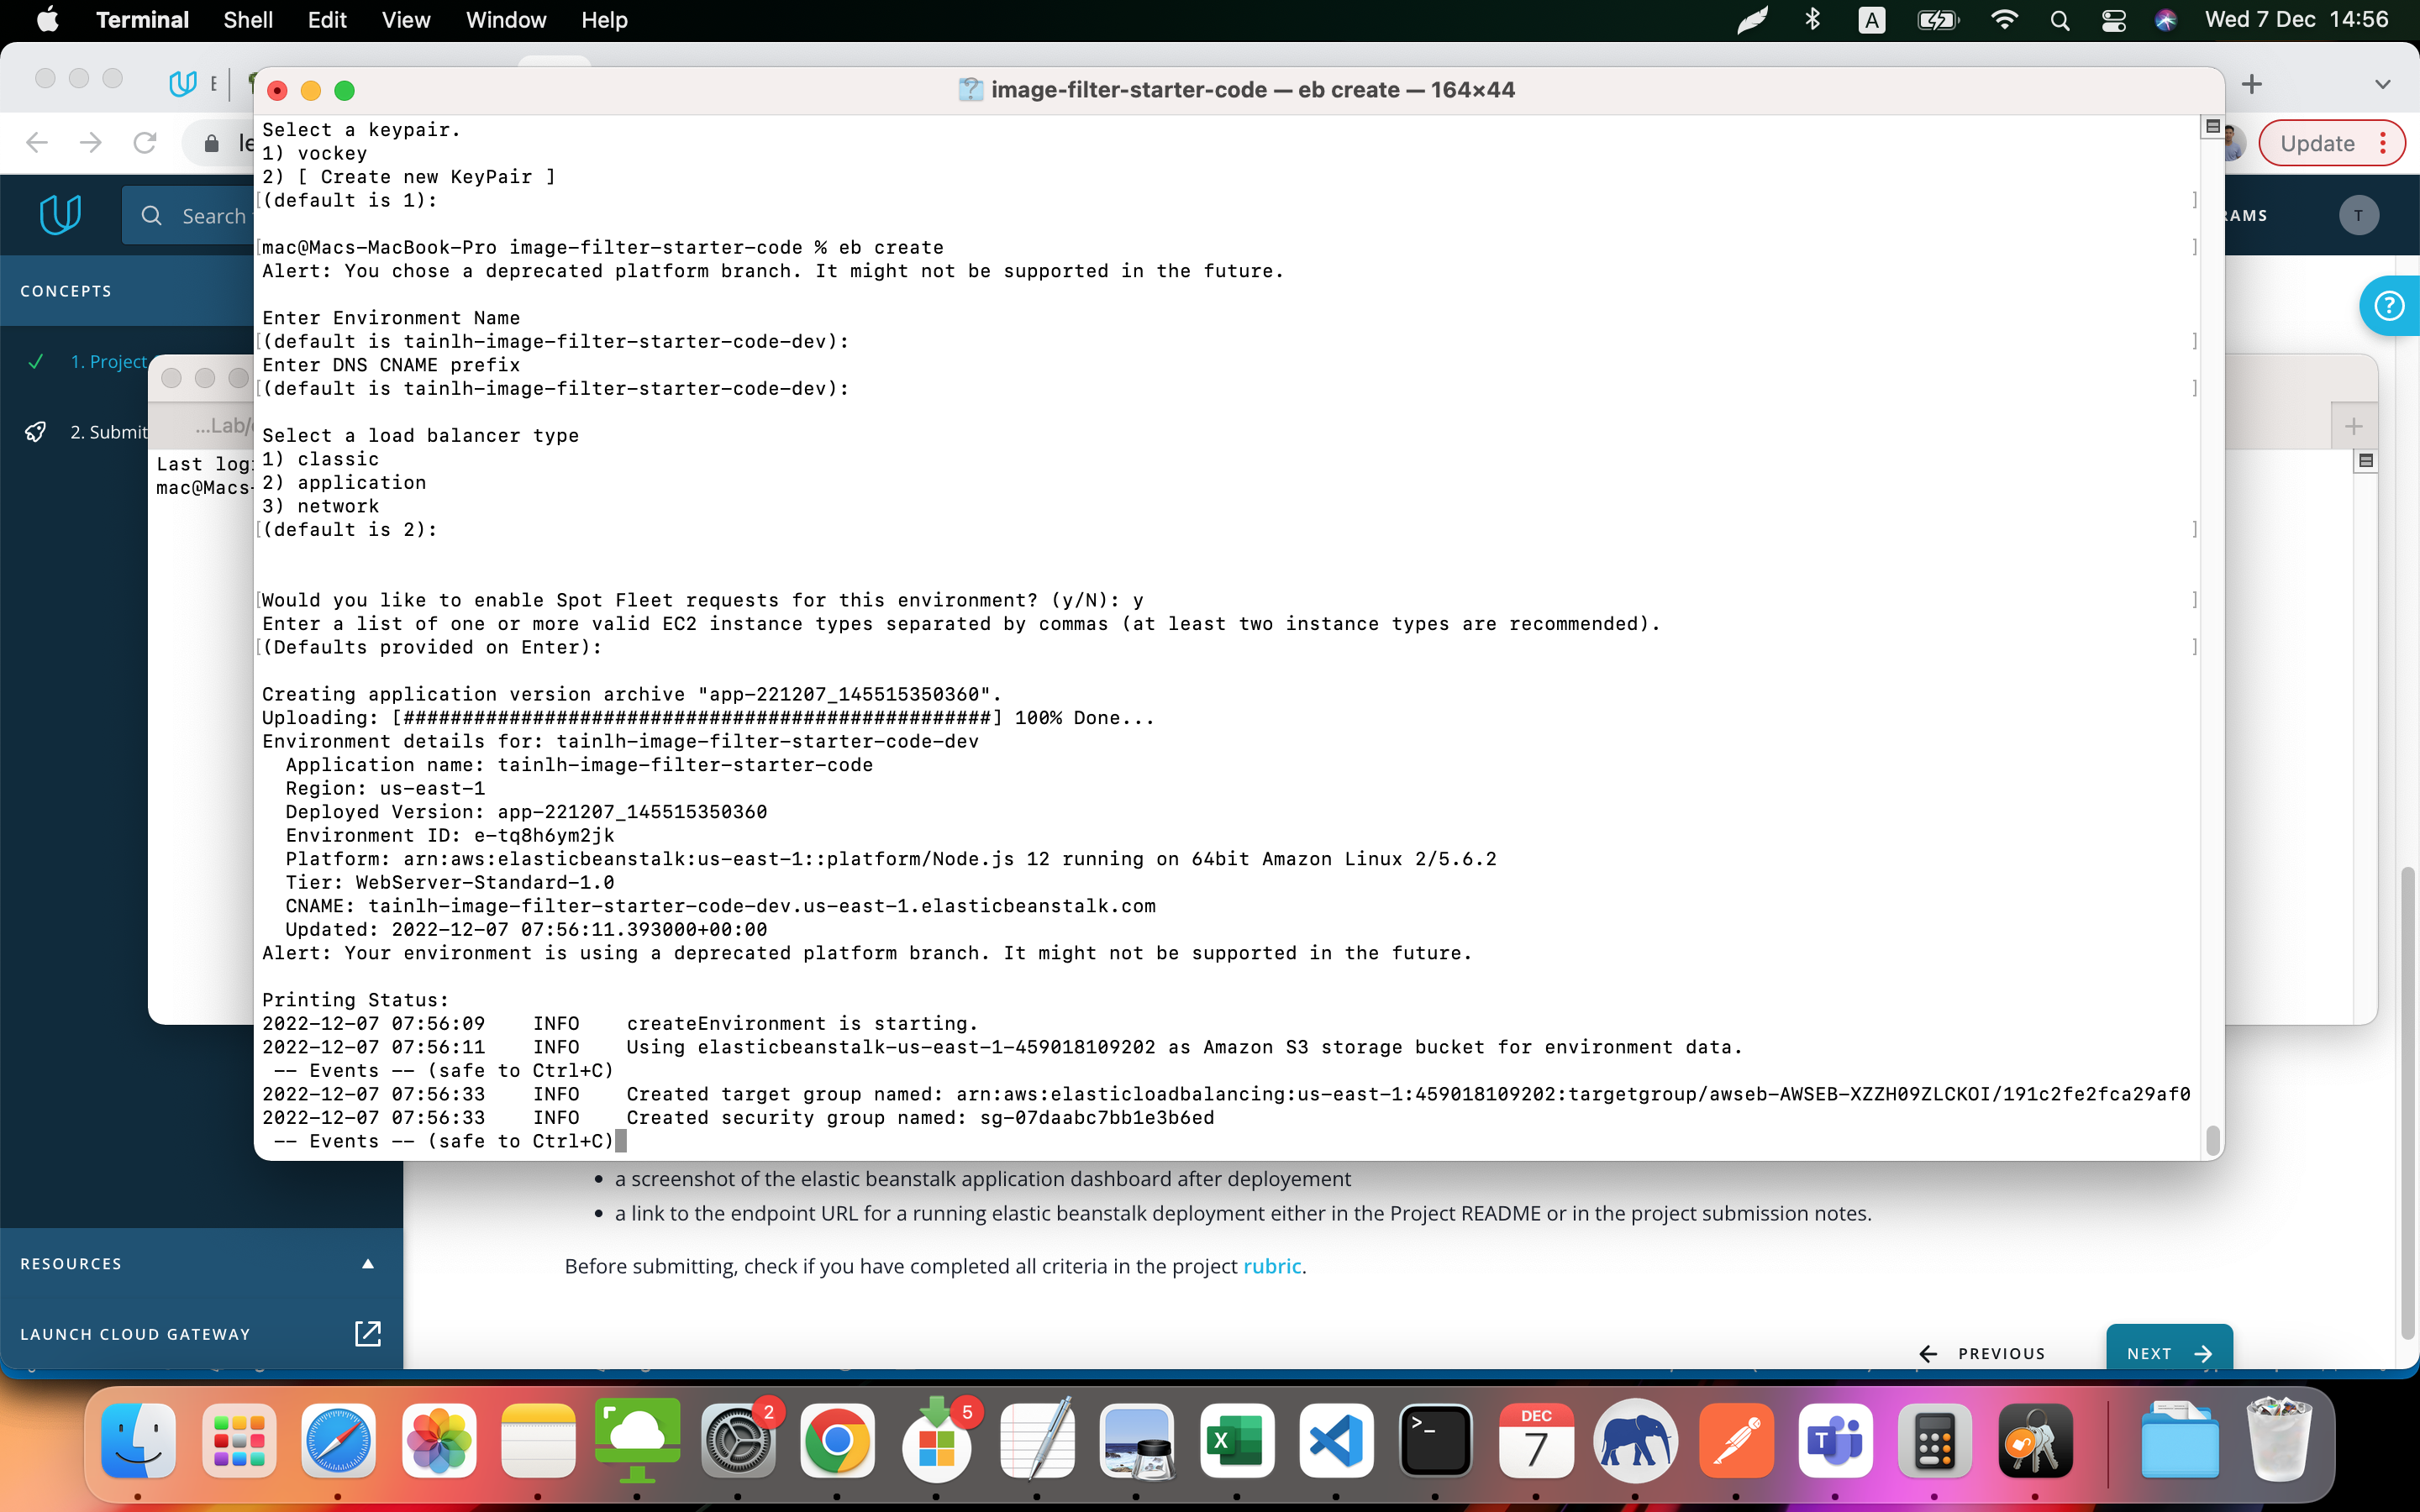 Terminal Shell Edit View Window Help
A
Wed 7 Dec 14:56
image-filter-starter-code — eb create — 164×44
Update
Search
RAMS
T
CONCEPTS
1. Project
2. Submit
...Lab/
Last log
mac@Macs-
Select a keypair.
1) vockey
2) [ Create new KeyPair ]
(default is 1):
mac@Macs-MacBook-Pro image-filter-starter-code % eb create
Alert: You chose a deprecated platform branch. It might not be supported in the future.
Enter Environment Name
(default is tainlh-image-filter-starter-code-dev):
Enter DNS CNAME prefix
(default is tainlh-image-filter-starter-code-dev):
Select a load balancer type
1) classic
2) application
3) network
(default is 2):
Would you like to enable Spot Fleet requests for this environment? (y/N): y
Enter a list of one or more valid EC2 instance types separated by commas (at least two instance types are recommended).
(Defaults provided on Enter):
Creating application version archive "app-221207_145515350360".
Uploading: [##################################################] 100% Done...
Environment details for: tainlh-image-filter-starter-code-dev
Application name: tainlh-image-filter-starter-code
Region: us-east-1
Deployed Version: app-221207_145515350360
Environment ID: e-tq8h6ym2jk
Platform: arn:aws:elasticbeanstalk:us-east-1::platform/Node.js 12 running on 64bit Amazon Linux 2/5.6.2
Tier: WebServer-Standard-1.0
CNAME: tainlh-image-filter-starter-code-dev.us-east-1.elasticbeanstalk.com
Updated: 2022-12-07 07:56:11.393000+00:00
Alert: Your environment is using a deprecated platform branch. It might not be supported in the future.
Printing Status:
2022-12-07 07:56:09 INFO createEnvironment is starting.
2022-12-07 07:56:11 INFO Using elasticbeanstalk-us-east-1-459018109202 as Amazon S3 storage bucket for environment data.
-- Events -- (safe to Ctrl+C)
2022-12-07 07:56:33 INFO Created target group named: arn:aws:elasticloadbalancing:us-east-1:459018109202:targetgroup/awseb-AWSEB-XZZH09ZLCKOI/191c2fe2fca29af0
2022-12-07 07:56:33 INFO Created security group named: sg-07daabc7bb1e3b6ed
-- Events -- (safe to Ctrl+C)
• a screenshot of the elastic beanstalk application dashboard after deployement
• a link to the endpoint URL for a running elastic beanstalk deployment either in the Project README or in the project submission notes.
Before submitting, check if you have completed all criteria in the project rubric.
RESOURCES
LAUNCH CLOUD GATEWAY
PREVIOUS
NEXT
2
5
DEC
7